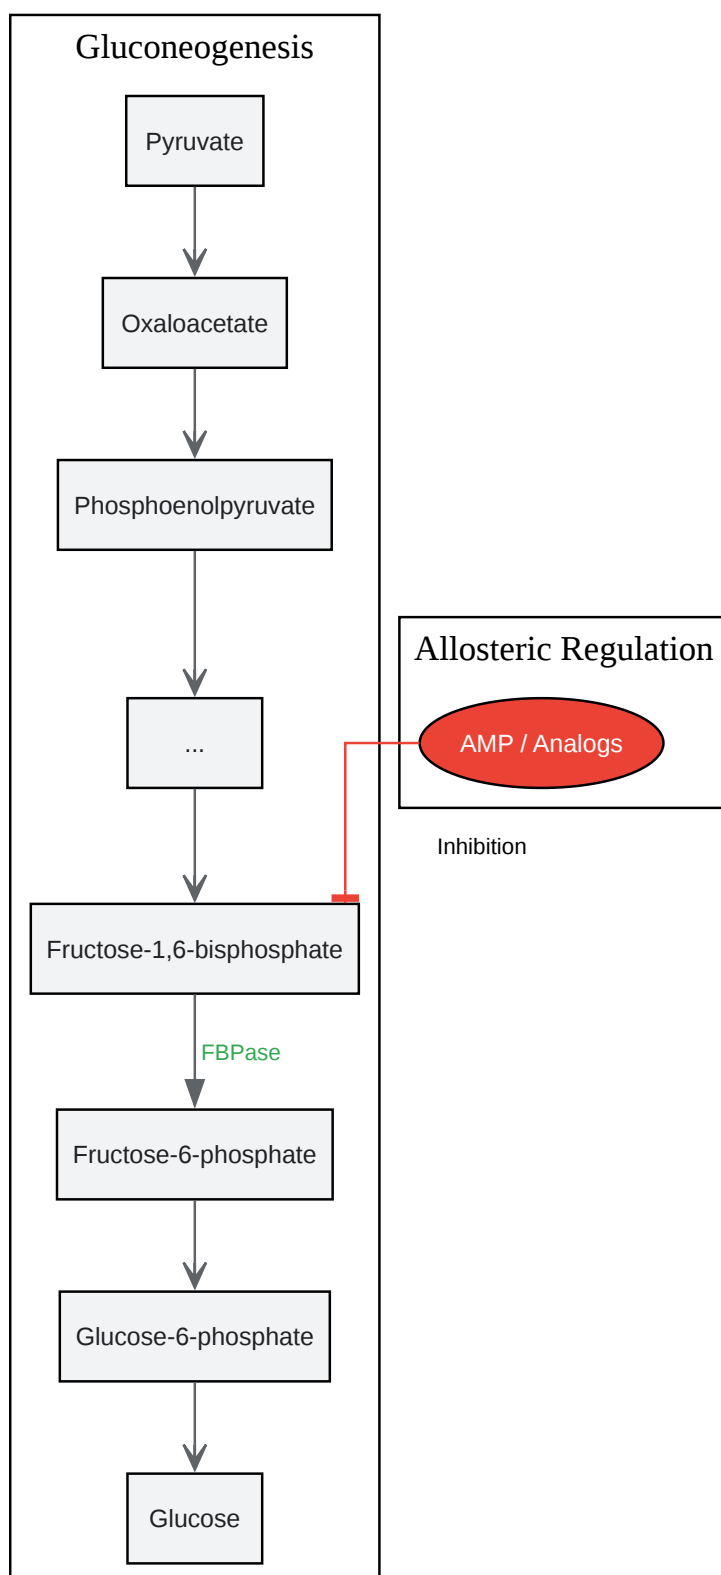 Gluconeogenesis
Pyruvate
Oxaloacetate
Phosphoenolpyruvate
Allosteric Regulation
...
AMP / Analogs
Inhibition
Fructose-1,6-bisphosphate
FBPase
Fructose-6-phosphate
Glucose-6-phosphate
Glucose